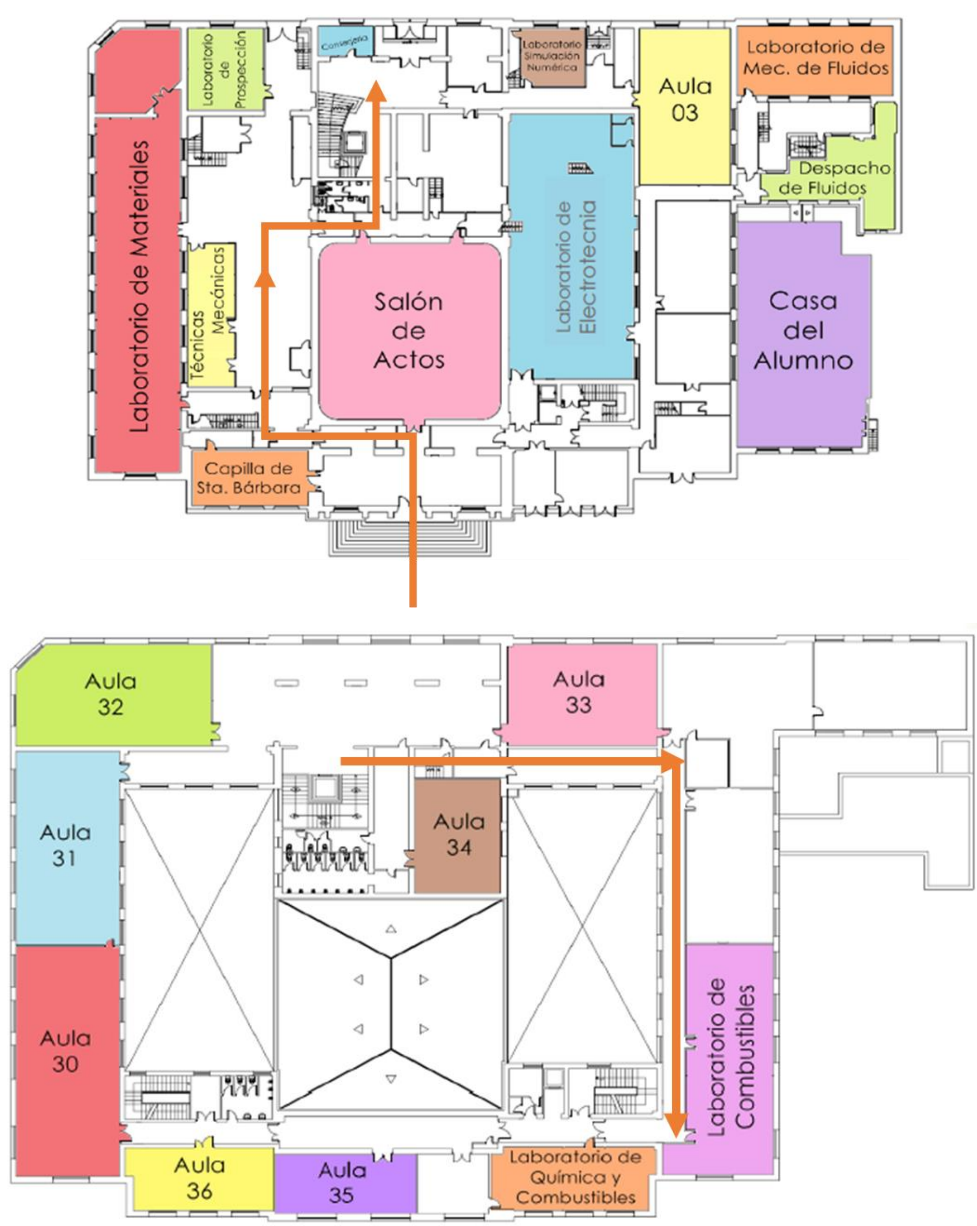 Conserjería
Laboratorio
de
Prospección
Laboratorio
Simulación
Numérica
Aula
03
Laboratorio de
Mec. de Fluidos
Laboratorio de Materiales
Despacho
de Fluidos
Técnicas
Mecánicas
Salón
de
Actos
Laboratorio de
Electrotecnia
Casa
del
Alumno
Capilla de
Sta. Bárbara
Aula
32
Aula
33
Aula
31
Aula
34
Aula
30
Laboratorio de
Combustibles
Aula
36
Aula
35
Laboratorio de
Química y
Combustibles